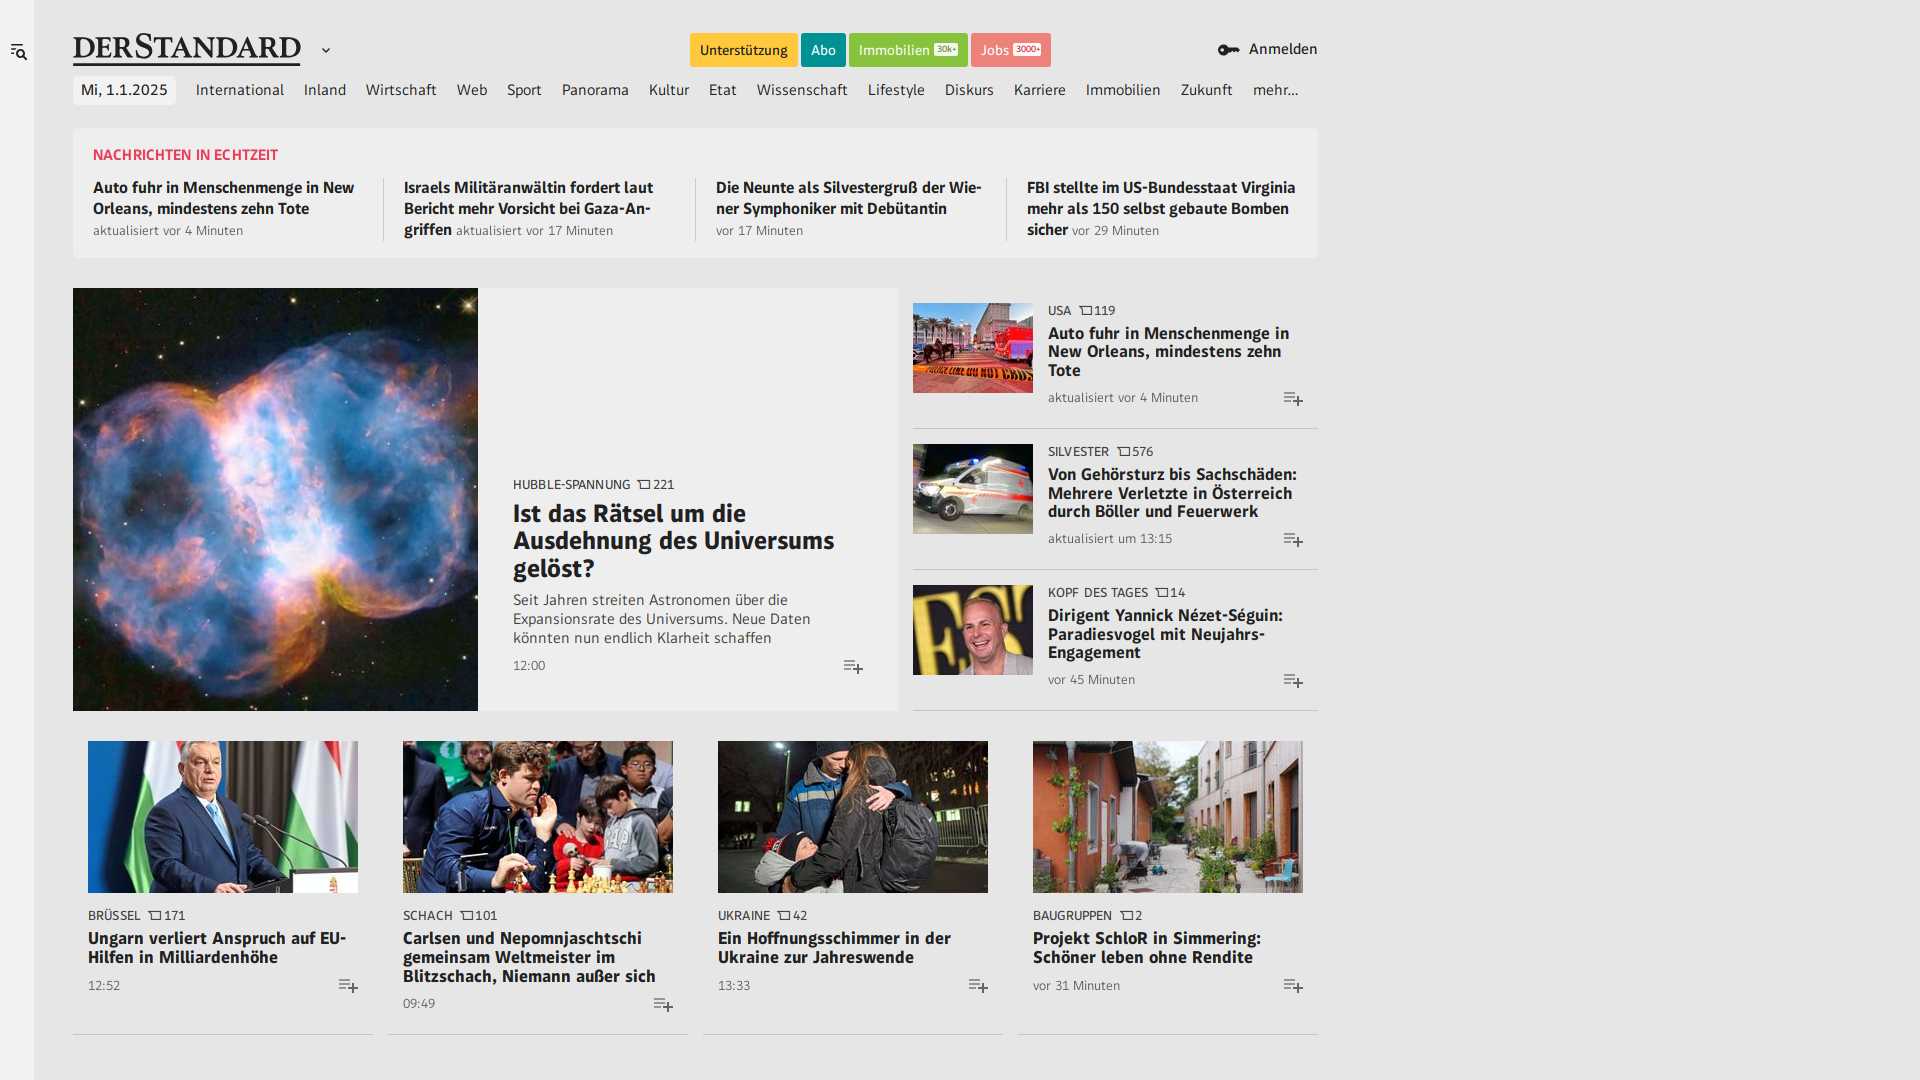 DERSTANDARD
Unterstützung
Abo
Immobilien 30k+
Jobs 3000+
Anmelden
Mi, 1.1.2025
International
Inland
Wirtschaft
Web
Sport
Panorama
Kultur
Etat
Wissenschaft
Lifestyle
Diskurs
Karriere
Immobilien
Zukunft
mehr...
NACHRICHTEN IN ECHTZEIT
Auto fuhr in Menschenmenge in New
Orleans, mindestens zehn Tote
aktualisiert vor 4 Minuten
Israels Militäranwältin fordert laut
Bericht mehr Vorsicht bei Gaza-An-
griffen aktualisiert vor 17 Minuten
Die Neunte als Silvestergruß der Wie-
ner Symphoniker mit Debütantin
vor 17 Minuten
FBI stellte im US-Bundesstaat Virginia
mehr als 150 selbst gebaute Bomben
sicher vor 29 Minuten
HUBBLE-SPANNUNG 221
Ist das Rätsel um die
Ausdehnung des Universums
gelöst?
Seit Jahren streiten Astronomen über die
Expansionsrate des Universums. Neue Daten
könnten nun endlich Klarheit schaffen
12:00
POLICE LINE DO NOT CROS
USA 119
Auto fuhr in Menschenmenge in
New Orleans, mindestens zehn
Tote
aktualisiert vor 4 Minuten
SILVESTER 576
Von Gehörsturz bis Sachschäden:
Mehrere Verletzte in Österreich
durch Böller und Feuerwerk
aktualisiert um 13:15
KOPF DES TAGES 14
Dirigent Yannick Nézet-Séguin:
Paradiesvogel mit Neujahrs-
Engagement
vor 45 Minuten
BRÜSSEL 171
Ungarn verliert Anspruch auf EU-
Hilfen in Milliardenhöhe
12:52
SCHACH 101
Carlsen und Nepomnjaschtschi
gemeinsam Weltmeister im
Blitzschach, Niemann außer sich
09:49
UKRAINE 42
Ein Hoffnungsschimmer in der
Ukraine zur Jahreswende
13:33
BAUGRUPPEN 2
Projekt SchloR in Simmering:
Schöner leben ohne Rendite
vor 31 Minuten